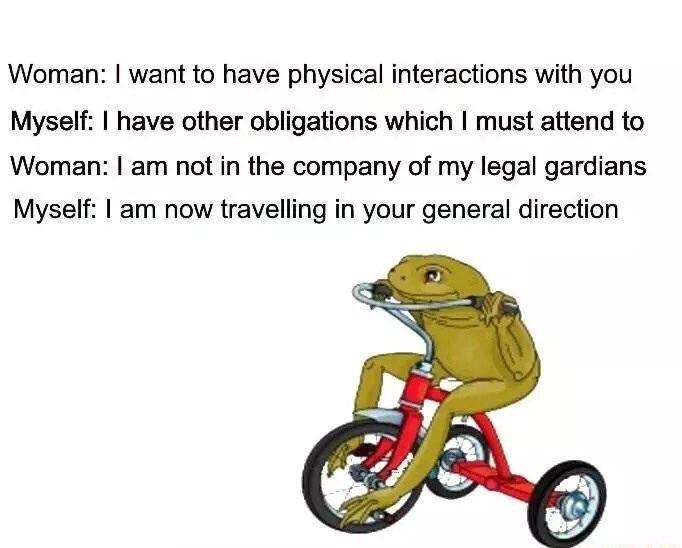 Woman: I want to have physical interactions with you
Myself: I have other obligations which I must attend to
Woman: I am not in the company of my legal gardians
Myself: I am now travelling in your general direction